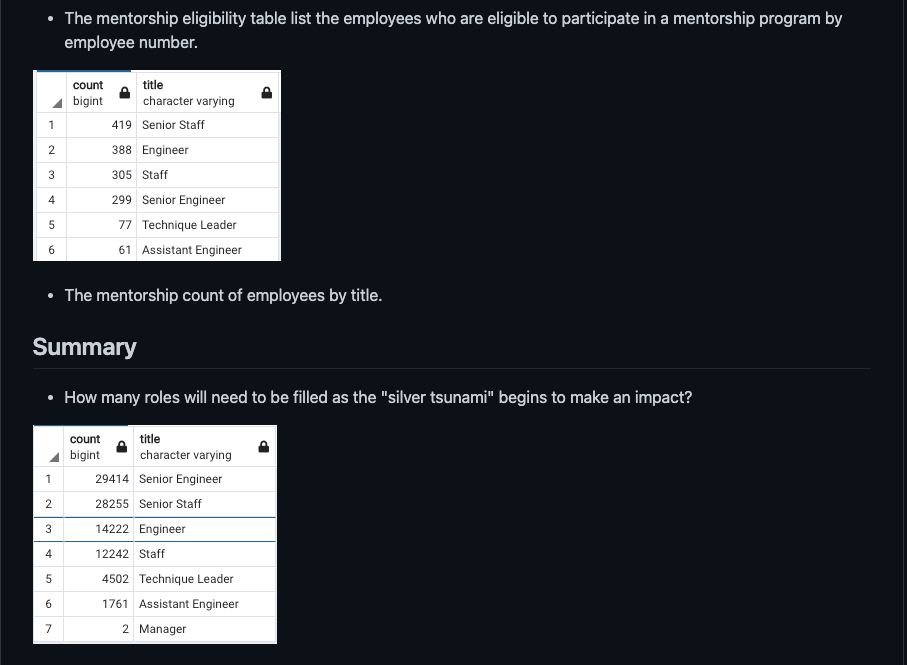 • The mentorship eligibility table list the employees who are eligible to participate in a mentorship program by
employee number.
count title
bigint character varying
1 419 Senior Staff
2 388 Engineer
3 305 Staff
4 299 Senior Engineer
5 77 Technique Leader
6 61 Assistant Engineer
• The mentorship count of employees by title.
Summary
• How many roles will need to be filled as the "silver tsunami" begins to make an impact?
count title
bigint character varying
1 29414 Senior Engineer
2 28255 Senior Staff
3 14222 Engineer
4 12242 Staff
5 4502 Technique Leader
6 1761 Assistant Engineer
7 2 Manager